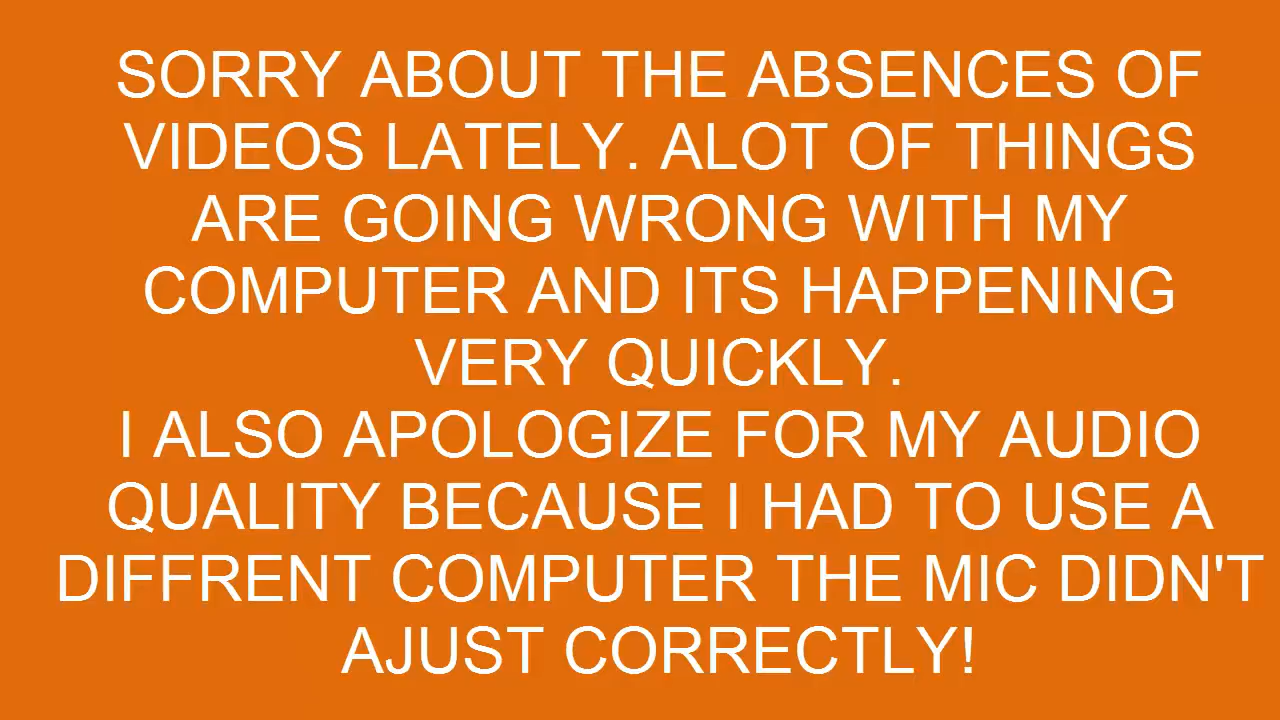 SORRY ABOUT THE ABSENCES OF
VIDEOS LATELY. ALOT OF THINGS
ARE GOING WRONG WITH MY
COMPUTER AND ITS HAPPENING
VERY QUICKLY.
I ALSO APOLOGIZE FOR MY AUDIO
QUALITY BECAUSE I HAD TO USE A
DIFFRENT COMPUTER THE MIC DIDN'T
AJUST CORRECTLY!